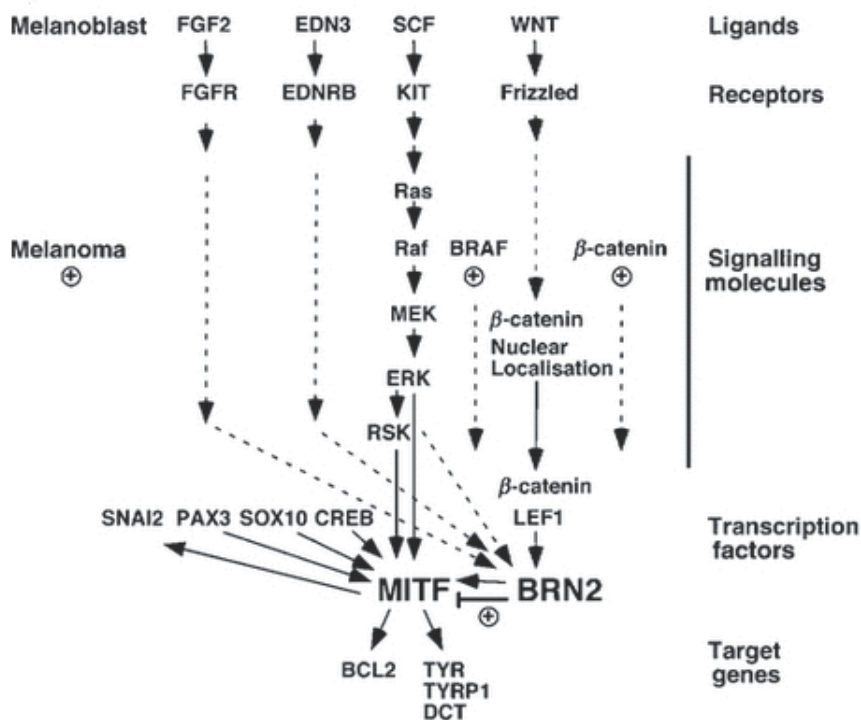 Melanoblast FGF2 EDN3 SCF WNT Ligands
FGFR EDNRB KIT Frizzled Receptors
Ras
Melanoma Raf BRAF β-catenin Signalling
molecules
MEK β-catenin
Nuclear
Localisation
ERK
RSK
β-catenin
SNAI2 PAX3 SOX10 CREB LEF1 Transcription
factors
MITF BRN2
Target
genes
BCL2 TYR
TYRP1
DCT